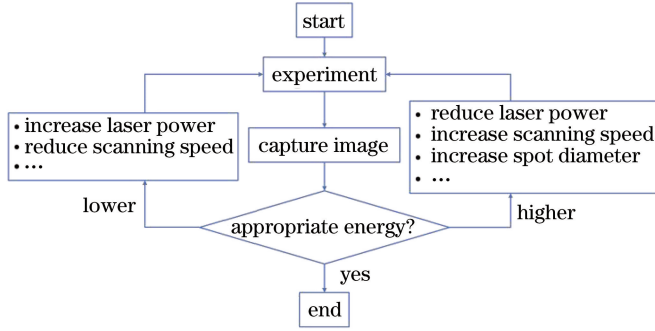 start
experiment
• increase laser power
• reduce scanning speed
• ...
capture image
• reduce laser power
• increase scanning speed
• increase spot diameter
• ...
lower
appropriate energy?
higher
yes
end